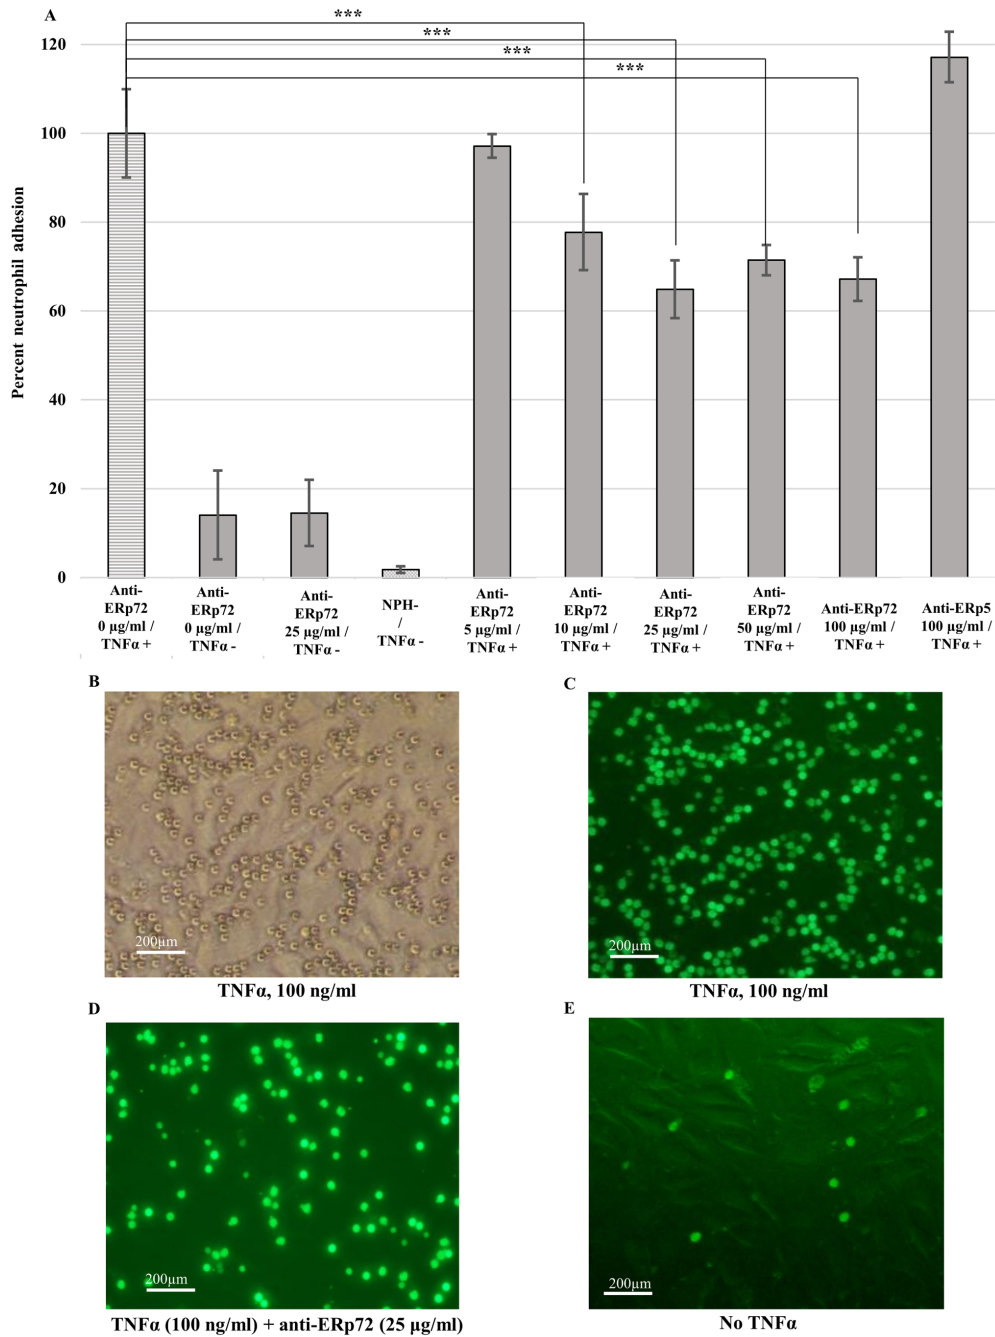 A
***
***
***
***
Percent neutrophil adhesion
120
100
80
60
40
20
0
Anti-
ERp72
0 µg/ml /
TNFα +
Anti-
ERp72
0 µg/ml /
TNFα -
Anti-
ERp72
25 µg/ml /
TNFα -
NPH-
/
TNFα -
Anti-
ERp72
5 µg/ml /
TNFα +
Anti-
ERp72
10 µg/ml /
TNFα +
Anti-
ERp72
25 µg/ml /
TNFα +
Anti-
ERp72
50 µg/ml /
TNFα +
Anti-ERp72
100 µg/ml /
TNFα +
Anti-ERp5
100 µg/ml /
TNFα +
B
200µm
TNFα, 100 ng/ml
C
200µm
TNFα, 100 ng/ml
D
200µm
TNFα (100 ng/ml) + anti-ERp72 (25 µg/ml)
E
200µm
No TNFα